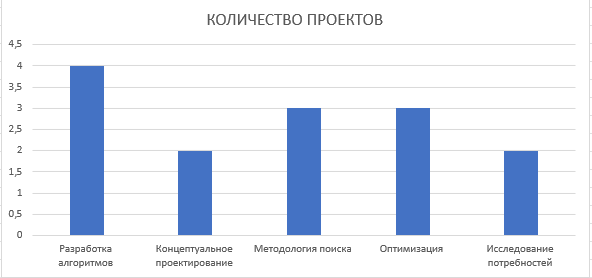 КОЛИЧЕСТВО ПРОЕКТОВ
4,5
4
3,5
3
2,5
2
1,5
1
0,5
0
Разработка
алгоритмов
Концептуальное
проектирование
Методология поиска
Оптимизация
Исследование
потребностей